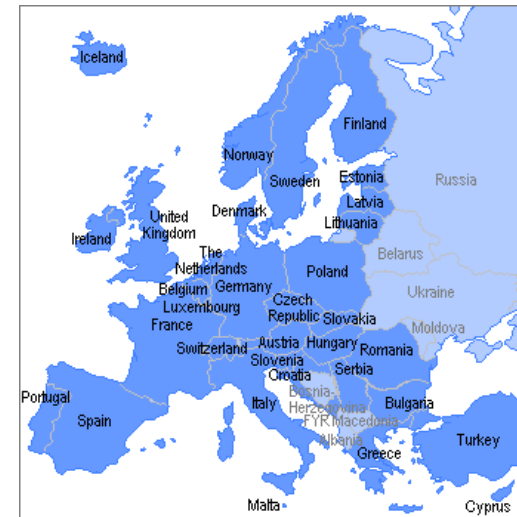 Iceland
Finland
Norway
Sweden
Estonia
Russia
Latvia
Denmark
United
Kingdom
Lithuania
Ireland
The
Netherlands
Belarus
Poland
Belgium
Germany
Ukraine
Czech
Republic
Luxembourg
Slovakia
France
Moldova
Austria
Hungary
Switzerland
Romania
Slovenia
Serbia
Croatia
Bosnia-
Herzegovina
Portugal
Italy
Bulgaria
Spain
FYR Macedonia
Albania
Turkey
Greece
Malta
Cyprus